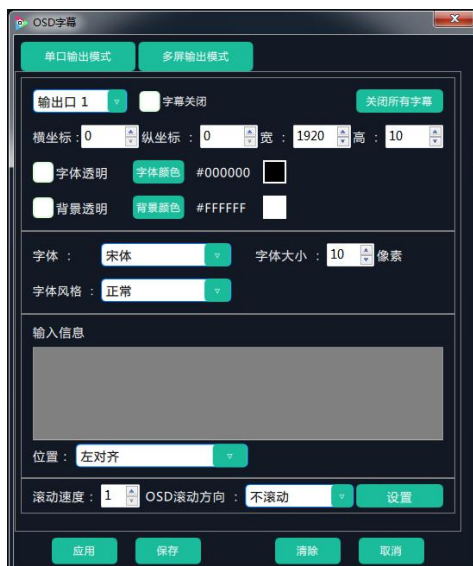 OSD字幕
单口输出模式 多屏输出模式
输出口 1 字幕关闭 关闭所有字幕
横坐标：0 纵坐标：0 宽：1920 高：10
字体透明 字体颜色 #000000
背景透明 背景颜色 #FFFFFF
字体： 宋体 字体大小：10 像素
字体风格：正常
输入信息
位置：左对齐
滚动速度：1 OSD滚动方向：不滚动 设置
应用 保存 清除 取消